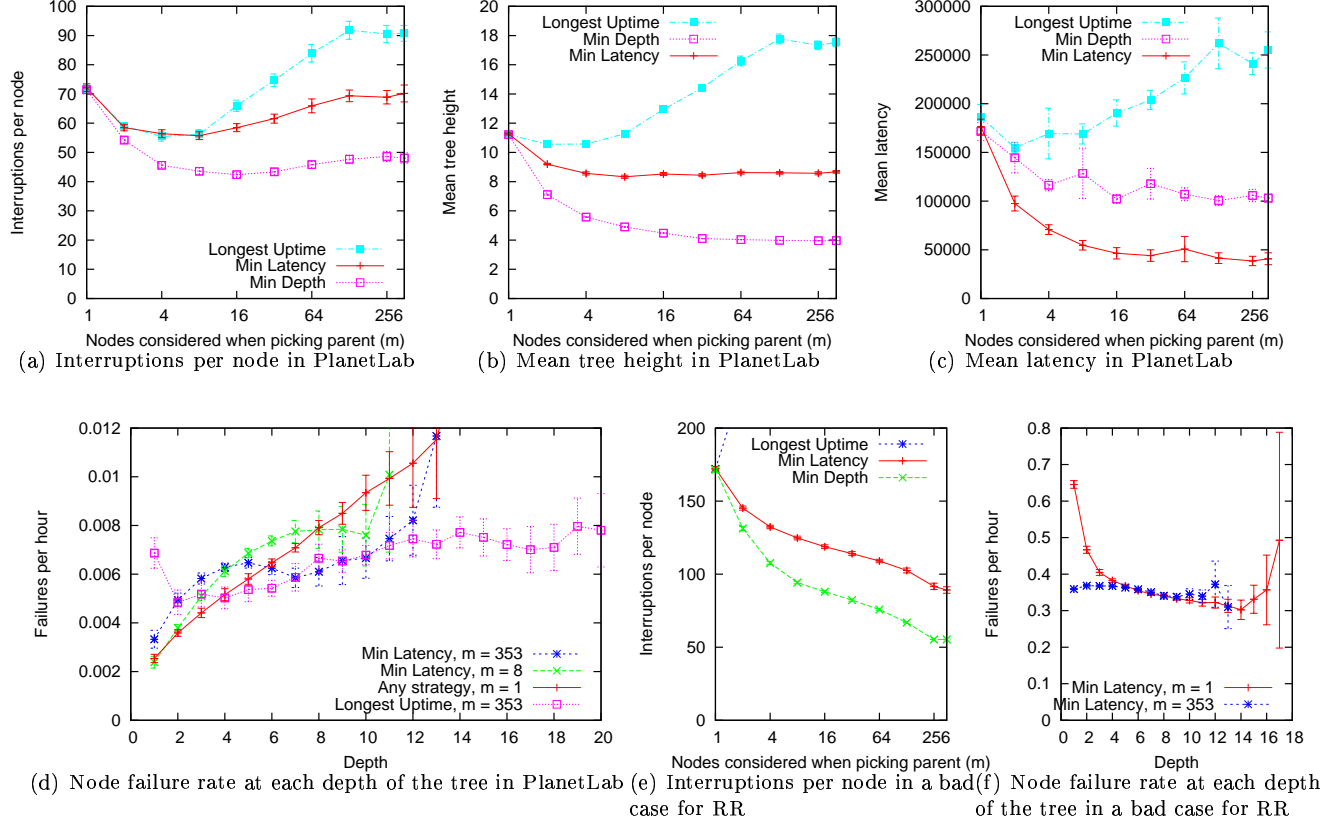 100
90
80
70
60
50
40
30
20
10
0
Interruptions per node
Longest Uptime
Min Latency
Min Depth
1 4 16 64 256
Nodes considered when picking parent (m)
(a) Interruptions per node in PlanetLab
20
18
16
14
12
10
8
6
4
2
0
Mean tree height
Longest Uptime
Min Depth
Min Latency
1 4 16 64 256
Nodes considered when picking parent (m)
(b) Mean tree height in PlanetLab
300000
250000
200000
150000
100000
50000
0
Mean latency
Longest Uptime
Min Depth
Min Latency
1 4 16 64 256
Nodes considered when picking parent (m)
(c) Mean latency in PlanetLab
0.012
0.01
0.008
0.006
0.004
0.002
0
Failures per hour
Min Latency, m = 353
Min Latency, m = 8
Any strategy, m = 1
Longest Uptime, m = 353
0 2 4 6 8 10 12 14 16 18 20
Depth
(d) Node failure rate at each depth of the tree in PlanetLab
200
150
100
50
0
Interruptions per node
Longest Uptime
Min Latency
Min Depth
1 4 16 64 256
Nodes considered when picking parent (m)
(e) Interruptions per node in a bad
case for RR
0.8
0.7
0.6
0.5
0.4
0.3
0.2
0.1
0
Failures per hour
Min Latency, m = 1
Min Latency, m = 353
0 2 4 6 8 10 12 14 16 18
Depth
(f) Node failure rate at each depth
of the tree in a bad case for RR